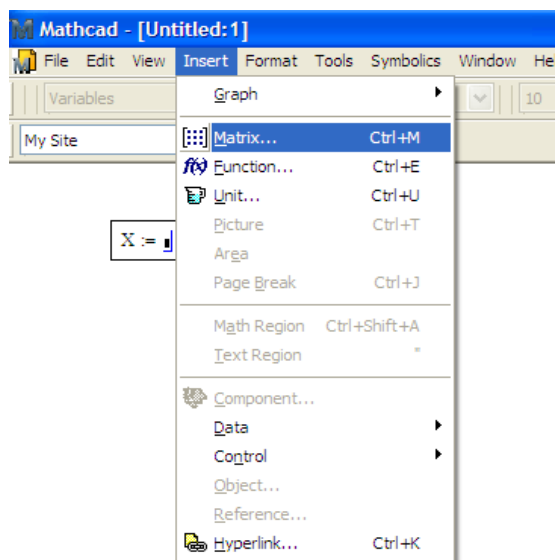 Mathcad - [Untitled:1]
File Edit View Insert Format Tools Symbolics Window He
Variables 10
My Site
Graph
Matrix... Ctrl+M
f(x) Function... Ctrl+E
Unit... Ctrl+U
Picture Ctrl+T
Area
Page Break Ctrl+J
Math Region Ctrl+Shift+A
Text Region "
Component...
Data
Control
Object...
Reference...
Hyperlink... Ctrl+K
X :=